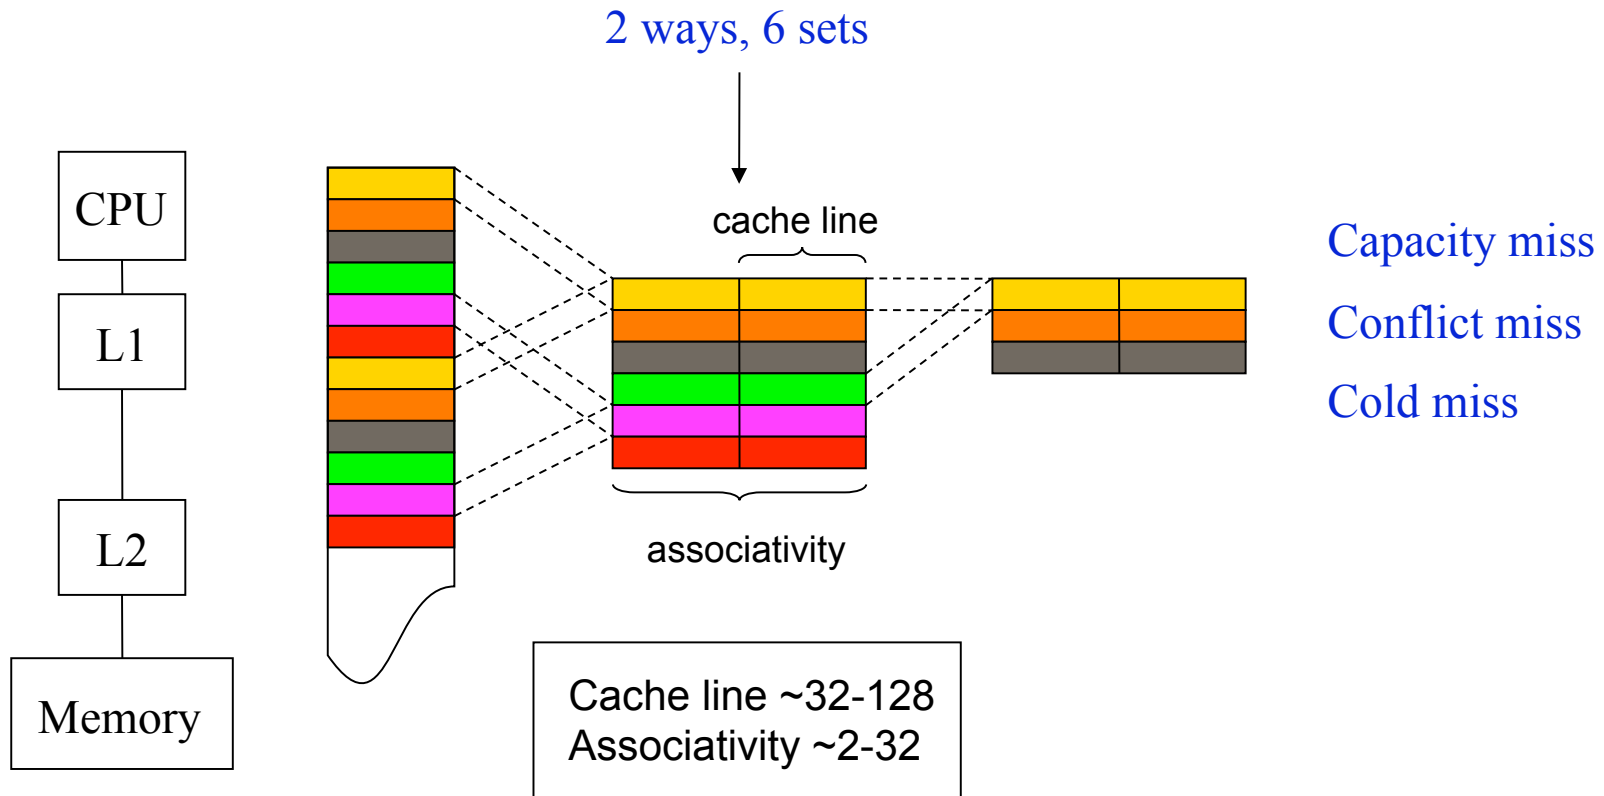 2 ways, 6 sets
CPU
L1
L2
Memory
cache line
associativity
Cache line ~32-128
Associativity ~2-32
Capacity miss
Conflict miss
Cold miss